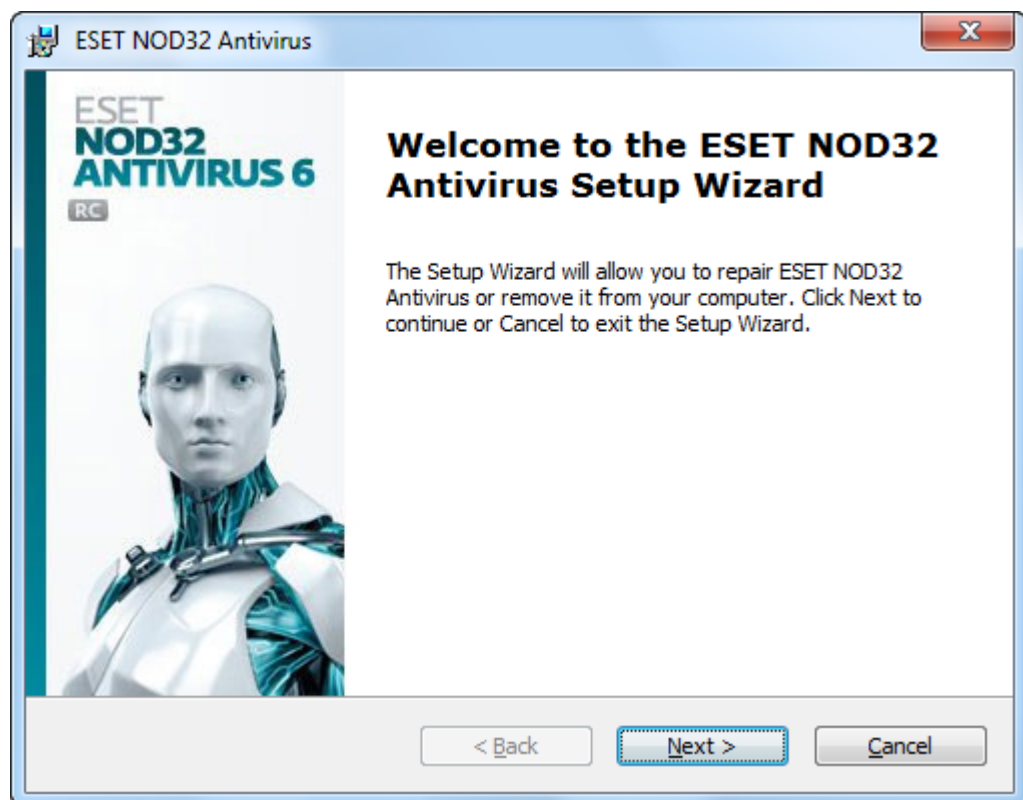 ESET NOD32 Antivirus
X
ESET
NOD32
ANTIVIRUS 6
RC
Welcome to the ESET NOD32
Antivirus Setup Wizard
The Setup Wizard will allow you to repair ESET NOD32
Antivirus or remove it from your computer. Click Next to
continue or Cancel to exit the Setup Wizard.
< Back
Next >
Cancel